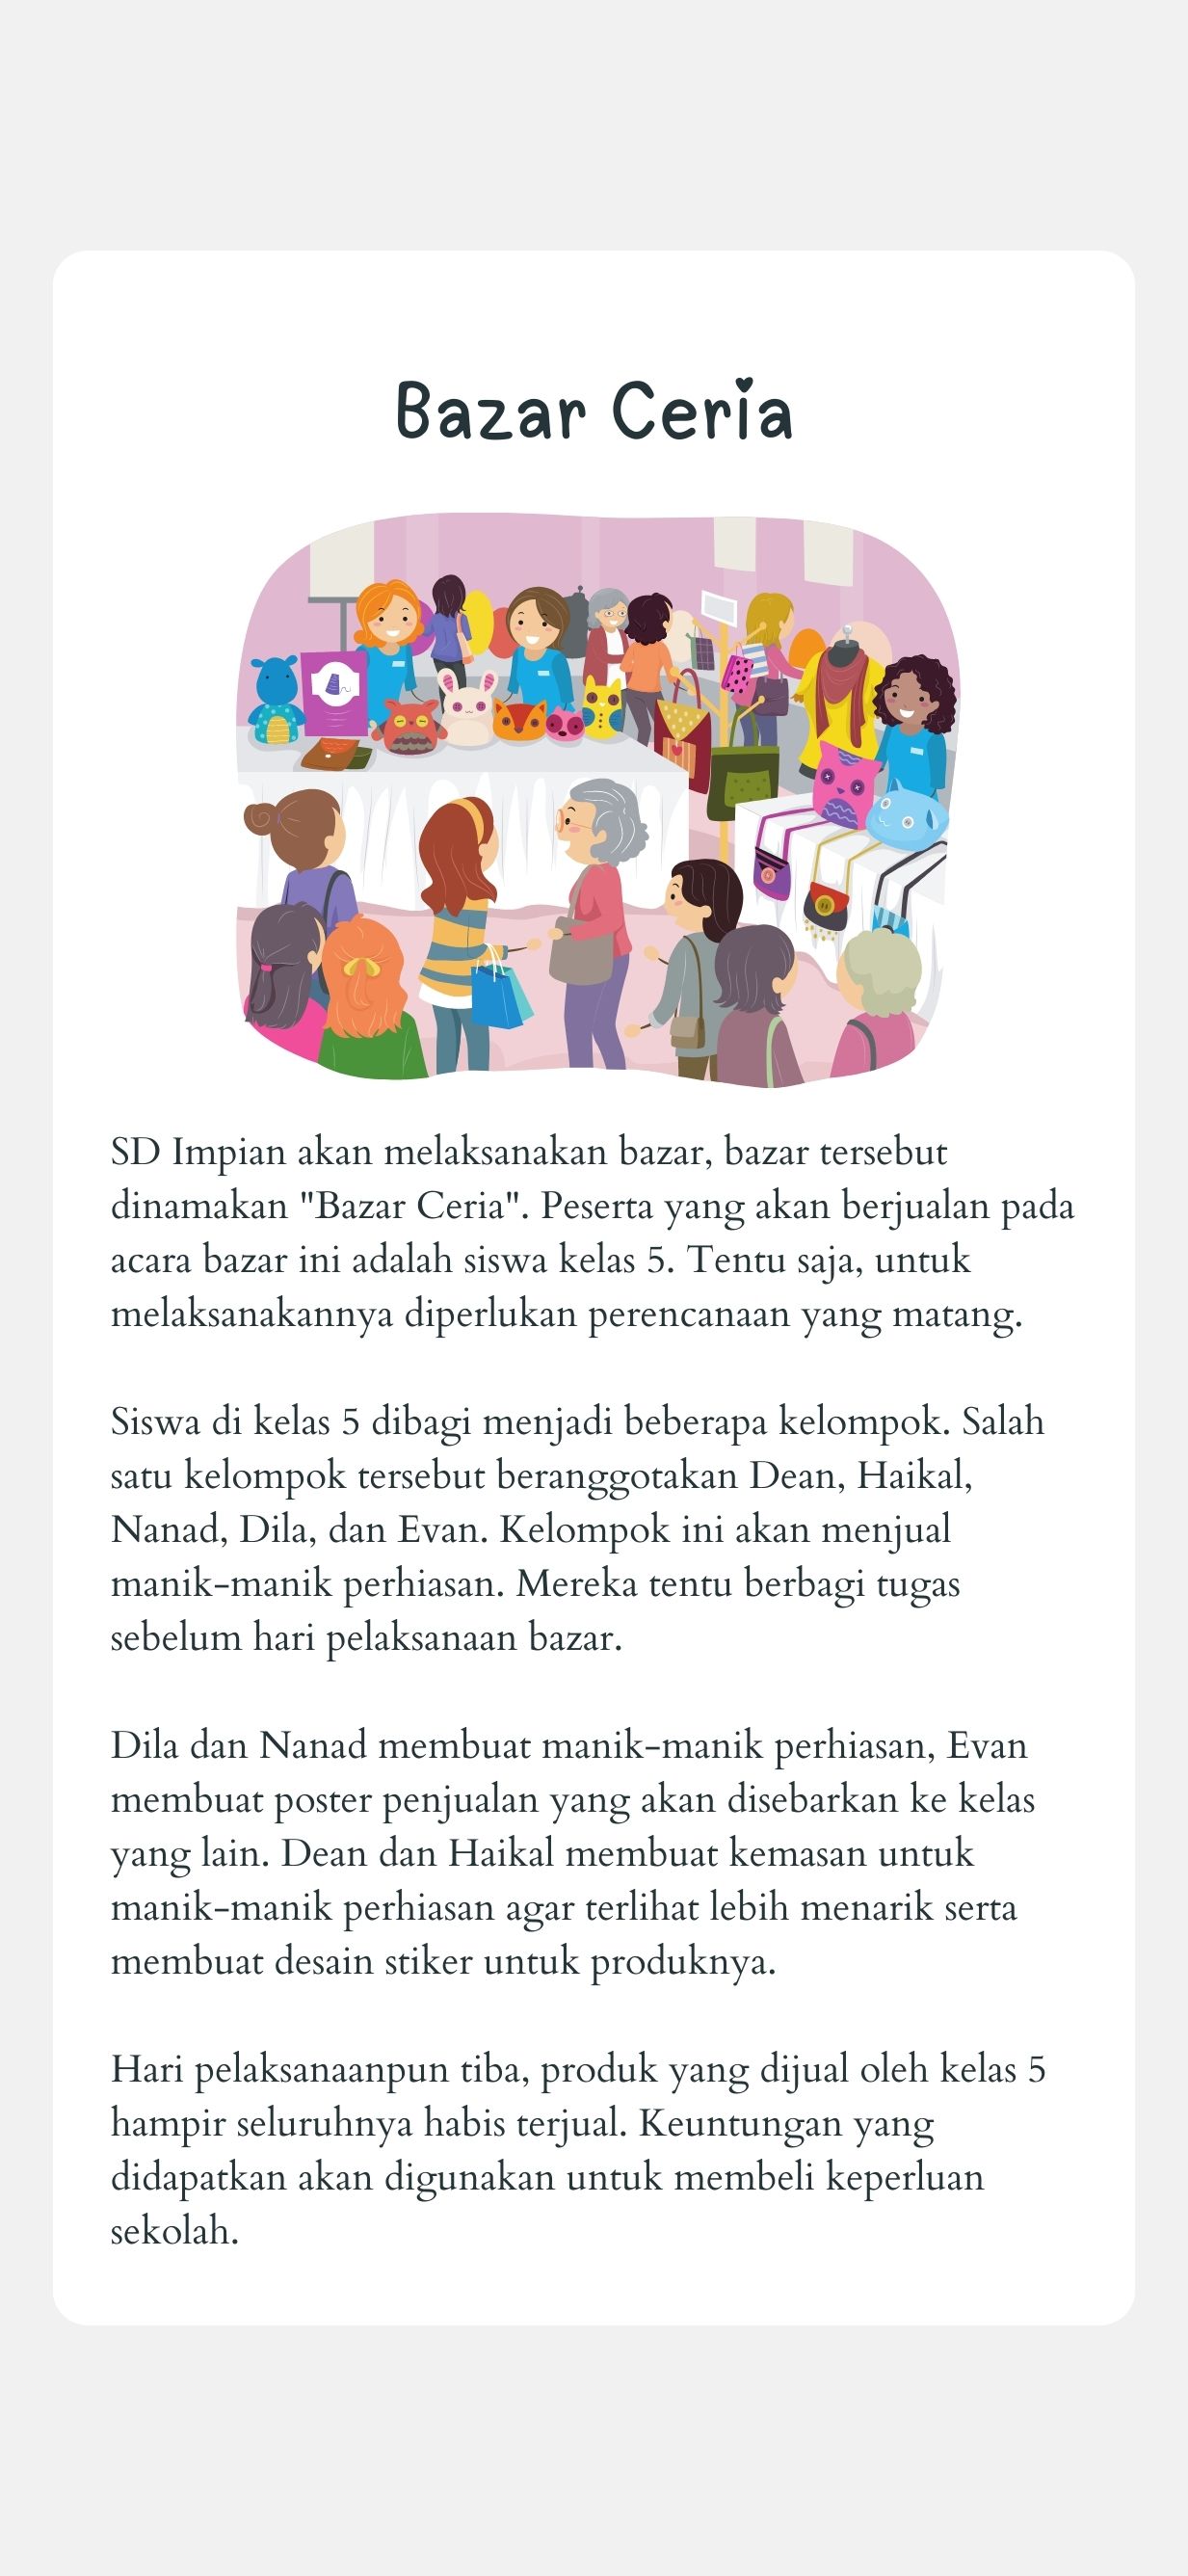 Bazar Ceria
SD Impian akan melaksanakan bazar, bazar tersebut
dinamakan "Bazar Ceria". Peserta yang akan berjualan pada
acara bazar ini adalah siswa kelas 5. Tentu saja, untuk
melaksanakannya diperlukan perencanaan yang matang.
Siswa di kelas 5 dibagi menjadi beberapa kelompok. Salah
satu kelompok tersebut beranggotakan Dean, Haikal,
Nanad, Dila, dan Evan. Kelompok ini akan menjual
manik-manik perhiasan. Mereka tentu berbagi tugas
sebelum hari pelaksanaan bazar.
Dila dan Nanad membuat manik-manik perhiasan, Evan
membuat poster penjualan yang akan disebarkan ke kelas
yang lain. Dean dan Haikal membuat kemasan untuk
manik-manik perhiasan agar terlihat lebih menarik serta
membuat desain stiker untuk produknya.
Hari pelaksanaanpun tiba, produk yang dijual oleh kelas 5
hampir seluruhnya habis terjual. Keuntungan yang
didapatkan akan digunakan untuk membeli keperluan
sekolah.